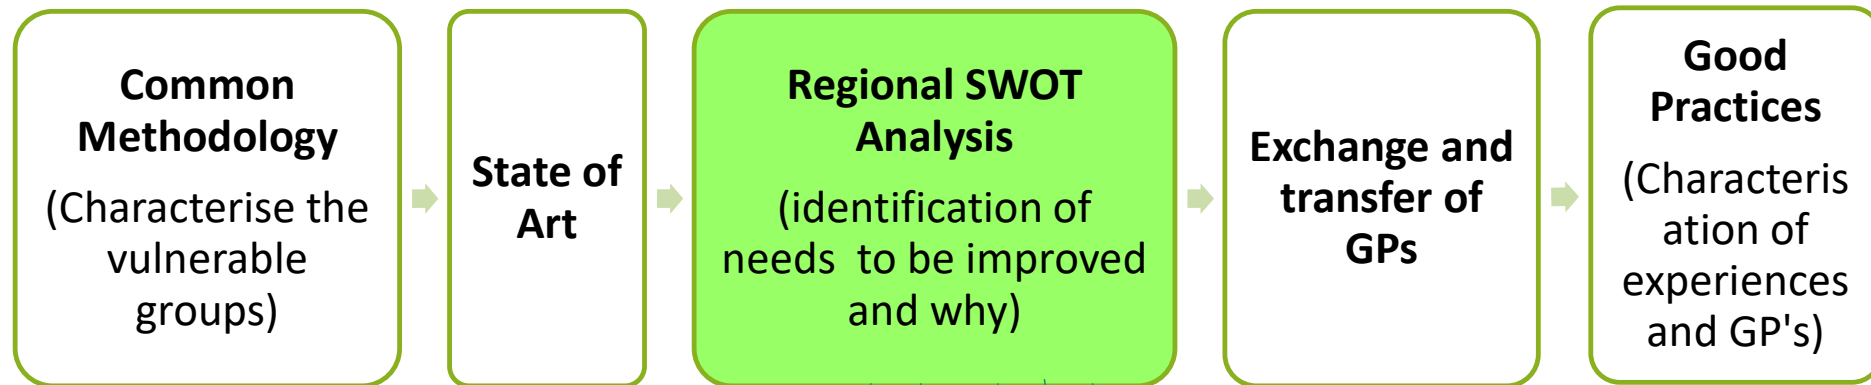 Common
Methodology
(Characterise the
vulnerable
groups)
State of
Art
Regional SWOT
Analysis
(identification of
needs  to be improved
and why)
Exchange and
transfer of
GPs
Good
Practices
(Characteris
ation of
experiences
and GP's)